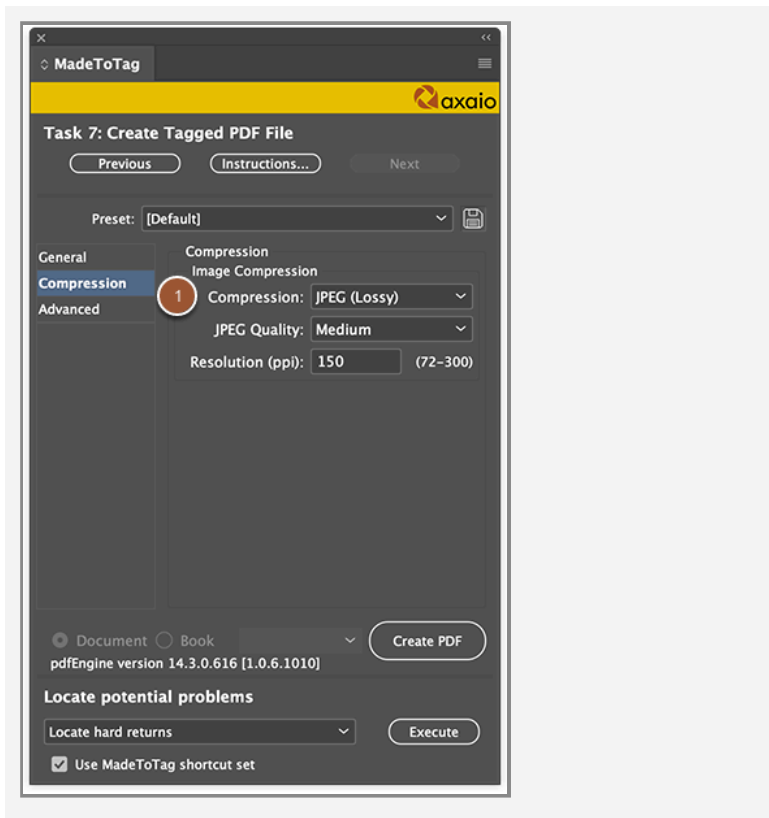 MadeToTag
axaio
Task 7: Create Tagged PDF File
Previous Instructions... Next
Preset: [Default]
General
Compression
Advanced
Compression
Image Compression
1 Compression: JPEG (Lossy)
JPEG Quality: Medium
Resolution (ppi): 150 (72–300)
Document Book
Create PDF
pdfEngine version 14.3.0.616 [1.0.6.1010]
Locate potential problems
Locate hard returns Execute
Use MadeToTag shortcut set